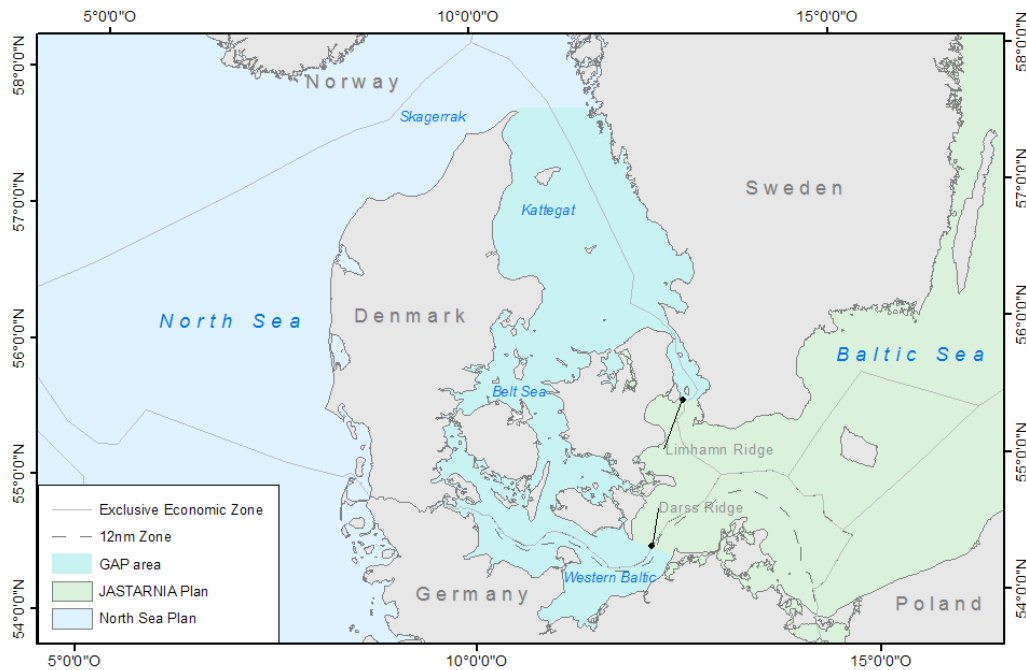 5°0'0"O 10°0'0"O 15°0'0"O
58°0'0"N
58°0'0"N
Norway
Skagerrak
Sweden
57°0'0"N
57°0'0"N
Kattegat
North Sea
Denmark
56°0'0"N
56°0'0"N
Baltic Sea
Belt Sea
Limhamn Ridge
55°0'0"N
55°0'0"N
Darss Ridge
Exclusive Economic Zone
12nm Zone
GAP area
JASTARNIA Plan
North Sea Plan
Western Baltic
Germany
Poland
54°0'0"N
54°0'0"N
5°0'0"O 10°0'0"O 15°0'0"O